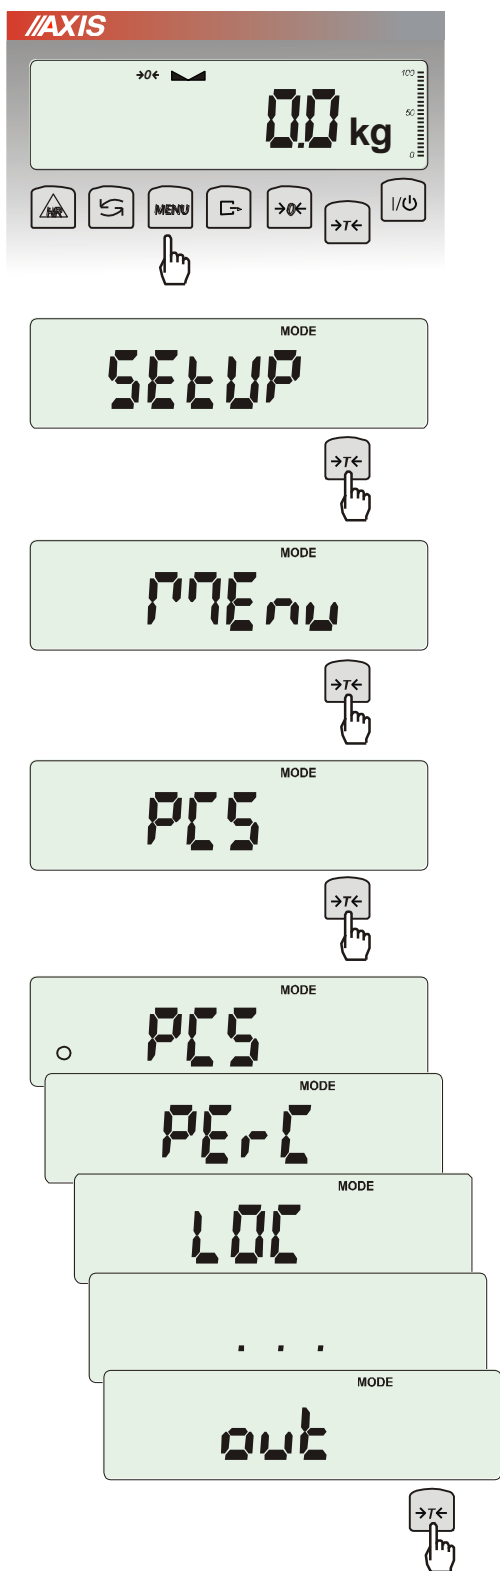 AXIS
→0←
100
50
0
0.0 kg
HR
MENU
→0←
→T←
I/⏻
MODE
SEtUP
→T←
MODE
MEnu
→T←
MODE
PCS
→T←
MODE
PCS
MODE
PErC
MODE
LOC
. . .
MODE
out
→T←